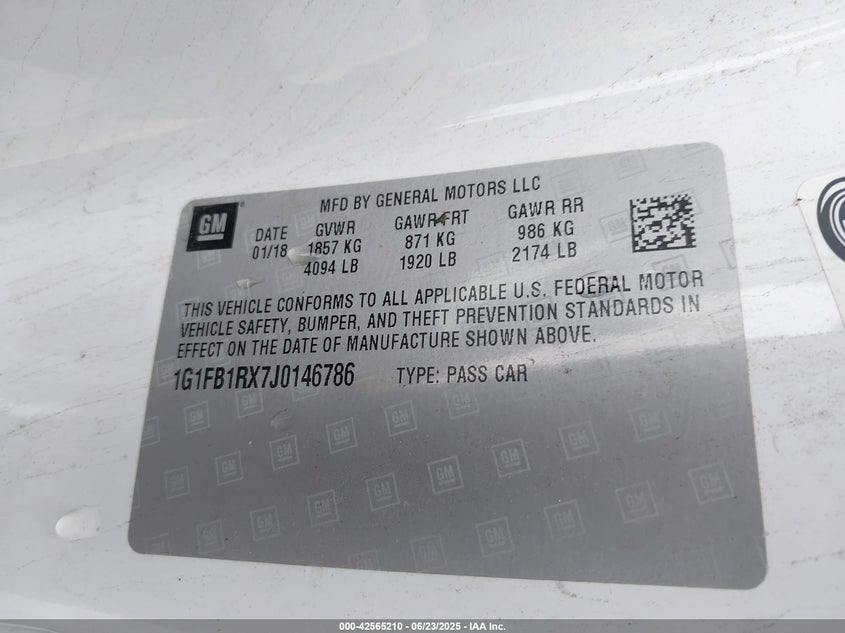 GM
MFD BY GENERAL MOTORS LLC
DATE GVWR GAWR FRT GAWR RR
01/18 1857 KG 871 KG 986 KG
4094 LB 1920 LB 2174 LB
THIS VEHICLE CONFORMS TO ALL APPLICABLE U.S. FEDERAL MOTOR
VEHICLE SAFETY, BUMPER, AND THEFT PREVENTION STANDARDS IN
EFFECT ON THE DATE OF MANUFACTURE SHOWN ABOVE.
1G1FB1RX7J0146786 TYPE: PASS CAR
000-42565210 - 06/23/2025 - IAA Inc.